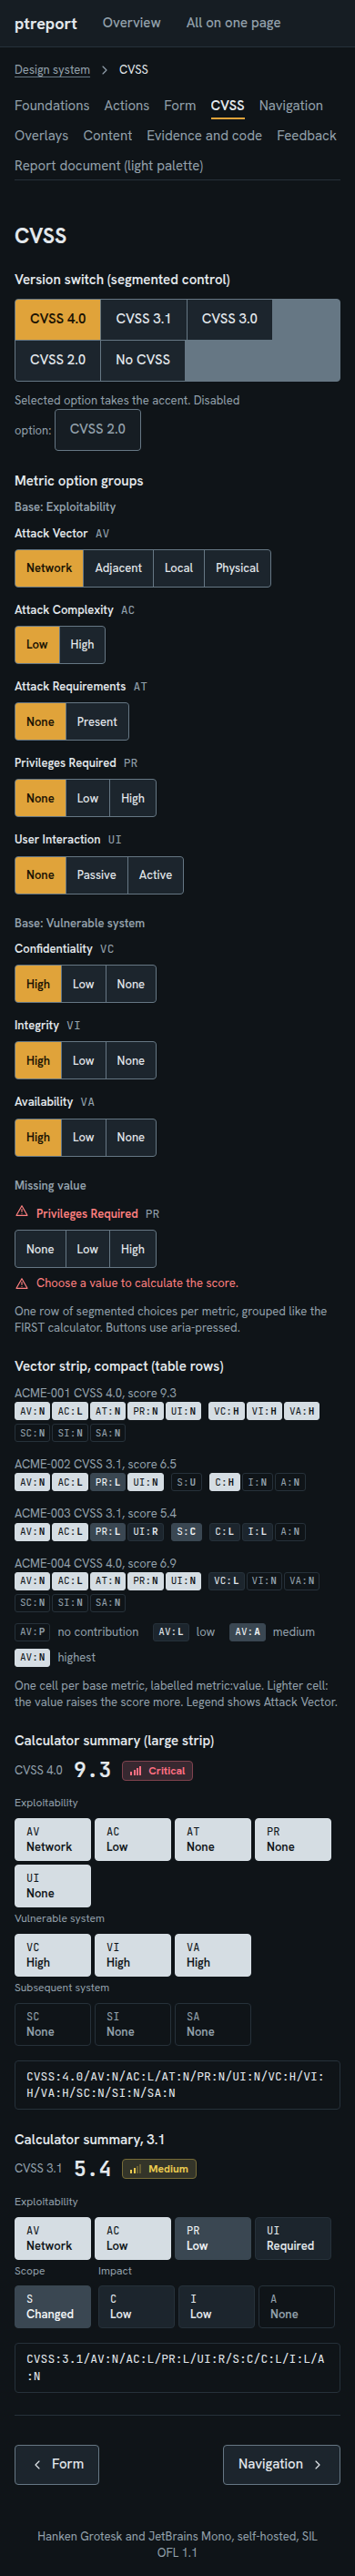 ptreport Overview All on one page
Design system > CVSS
Foundations Actions Form CVSS Navigation
Overlays Content Evidence and code Feedback
Report document (light palette)
CVSS
Version switch (segmented control)
CVSS 4.0 CVSS 3.1 CVSS 3.0
CVSS 2.0 No CVSS
Selected option takes the accent. Disabled
option: CVSS 2.0
Metric option groups
Base: Exploitability
Attack Vector AV
Network Adjacent Local Physical
Attack Complexity AC
Low High
Attack Requirements AT
None Present
Privileges Required PR
None Low High
User Interaction UI
None Passive Active
Base: Vulnerable system
Confidentiality VC
High Low None
Integrity VI
High Low None
Availability VA
High Low None
Missing value
Privileges Required PR
None Low High
Choose a value to calculate the score.
One row of segmented choices per metric, grouped like the
FIRST calculator. Buttons use aria-pressed.
Vector strip, compact (table rows)
ACME-001 CVSS 4.0, score 9.3
AV:N AC:L AT:N PR:N UI:N VC:H VI:H VA:H
SC:N SI:N SA:N
ACME-002 CVSS 3.1, score 6.5
AV:N AC:L PR:L UI:N S:U C:H I:N A:N
ACME-003 CVSS 3.1, score 5.4
AV:N AC:L PR:L UI:R S:C C:L I:L A:N
ACME-004 CVSS 4.0, score 6.9
AV:N AC:L AT:N PR:N UI:N VC:L VI:N VA:N
SC:N SI:N SA:N
AV:P no contribution AV:L low AV:A medium
AV:N highest
One cell per base metric, labelled metric:value. Lighter cell:
the value raises the score more. Legend shows Attack Vector.
Calculator summary (large strip)
CVSS 4.0 9.3 Critical
Exploitability
AV AC AT PR
Network Low None None
UI
None
Vulnerable system
VC VI VA
High High High
Subsequent system
SC SI SA
None None None
CVSS:4.0/AV:N/AC:L/AT:N/PR:N/UI:N/VC:H/VI:
H/VA:H/SC:N/SI:N/SA:N
Calculator summary, 3.1
CVSS 3.1 5.4 Medium
Exploitability
AV AC PR UI
Network Low Low Required
Scope Impact
S C I A
Changed Low Low None
CVSS:3.1/AV:N/AC:L/PR:L/UI:R/S:C/C:L/I:L/A
:N
< Form Navigation >
Hanken Grotesk and JetBrains Mono, self-hosted, SIL
OFL 1.1